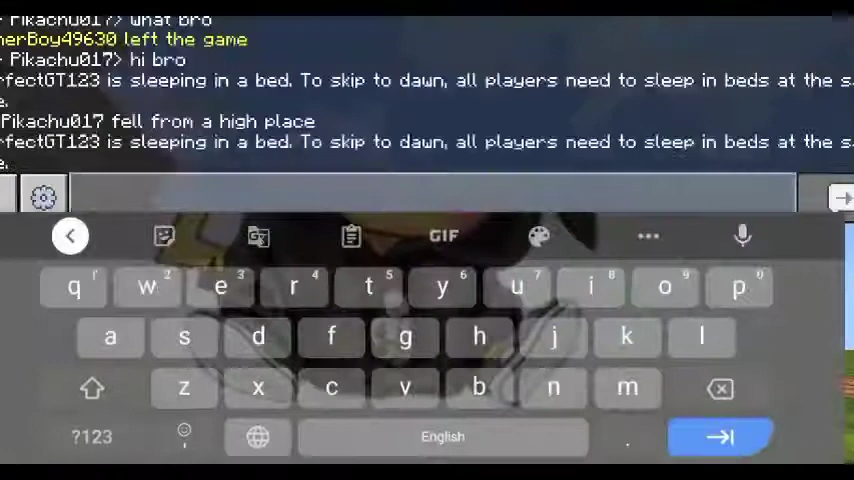 Pikachu017> what bro
nerBoy49630 left the game
Pikachu017> hi bro
rfectGT123 is sleeping in a bed. To skip to dawn, all players need to sleep in beds at the s
e.
Pikachu017 fell from a high place
rfectGT123 is sleeping in a bed. To skip to dawn, all players need to sleep in beds at the s
e.
GIF
q 1 w 2 e 3 r 4 t 5 y 6 u 7 i 8 o 9 p 0
a s d f g h j k l
z x c v b n m
?123 , English .